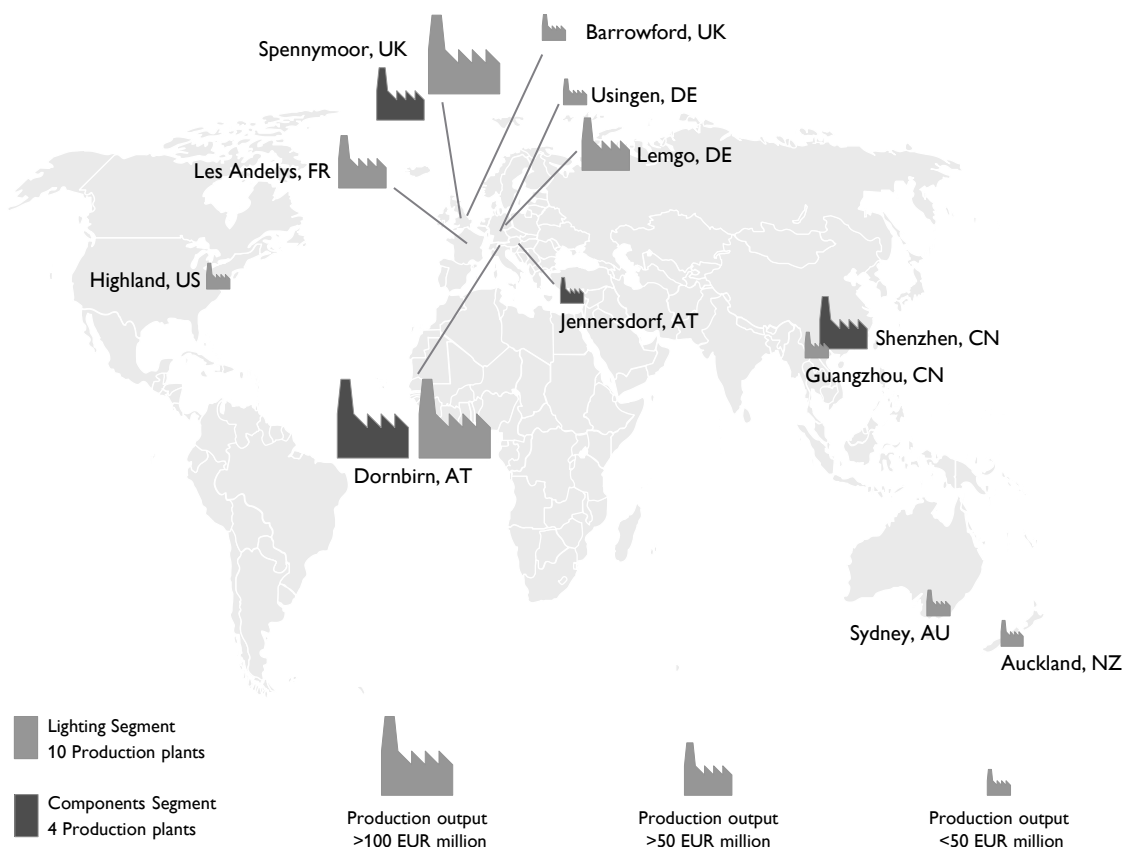 Barrowford, UK
Spennymoor, UK
Usingen, DE
Lemgo, DE
Les Andelys, FR
Highland, US
Jennersdorf, AT
Shenzhen, CN
Guangzhou, CN
Dornbirn, AT
Sydney, AU
Auckland, NZ
Lighting Segment
10 Production plants
Components Segment
4 Production plants
Production output
>100 EUR million
Production output
>50 EUR million
Production output
<50 EUR million